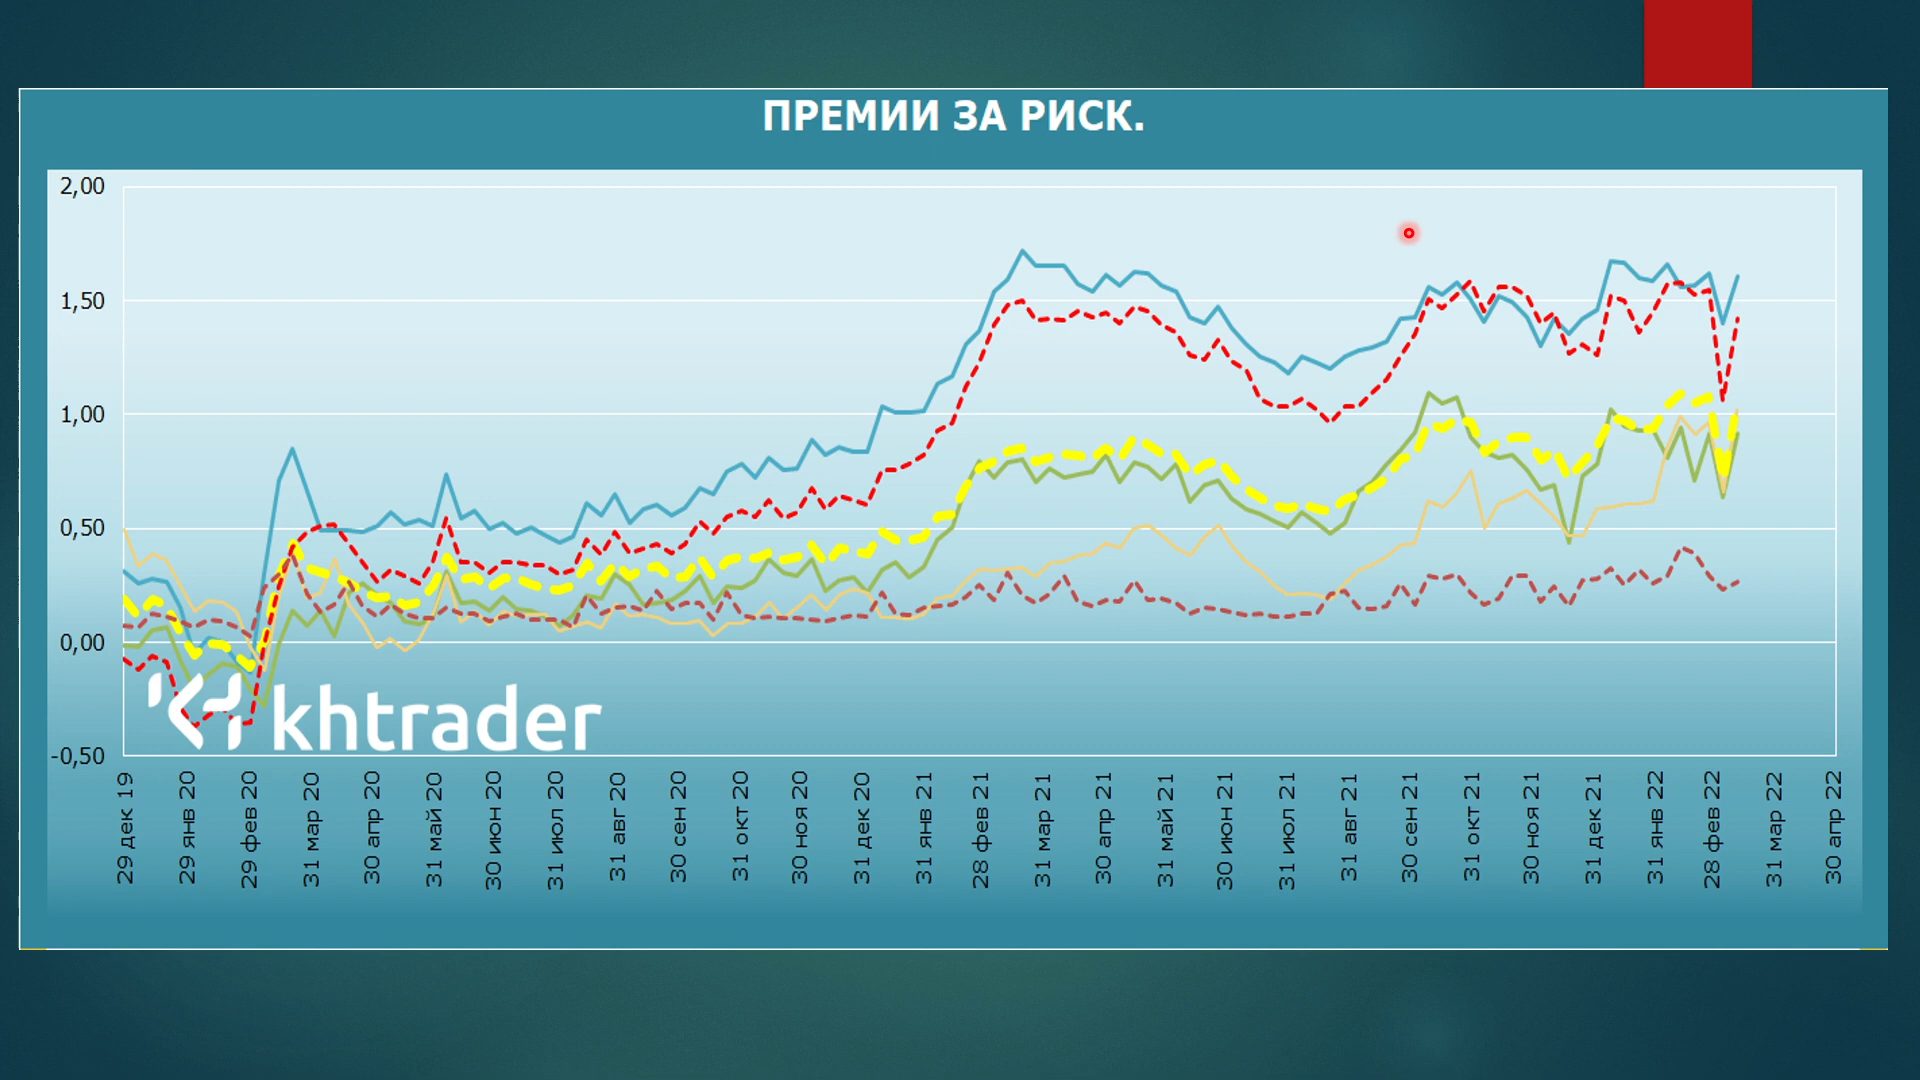 ПРЕМИИ ЗА РИСК.
2,00
1,50
1,00
0,50
0,00
-0,50
khtrader
29 дек 19
29 янв 20
29 фев 20
31 мар 20
30 апр 20
31 май 20
30 июн 20
31 июл 20
31 авг 20
30 сен 20
31 окт 20
30 ноя 20
31 дек 20
31 янв 21
28 фев 21
31 мар 21
30 апр 21
31 май 21
30 июн 21
31 июл 21
31 авг 21
30 сен 21
31 окт 21
30 ноя 21
31 дек 21
31 янв 22
28 фев 22
31 мар 22
30 апр 22